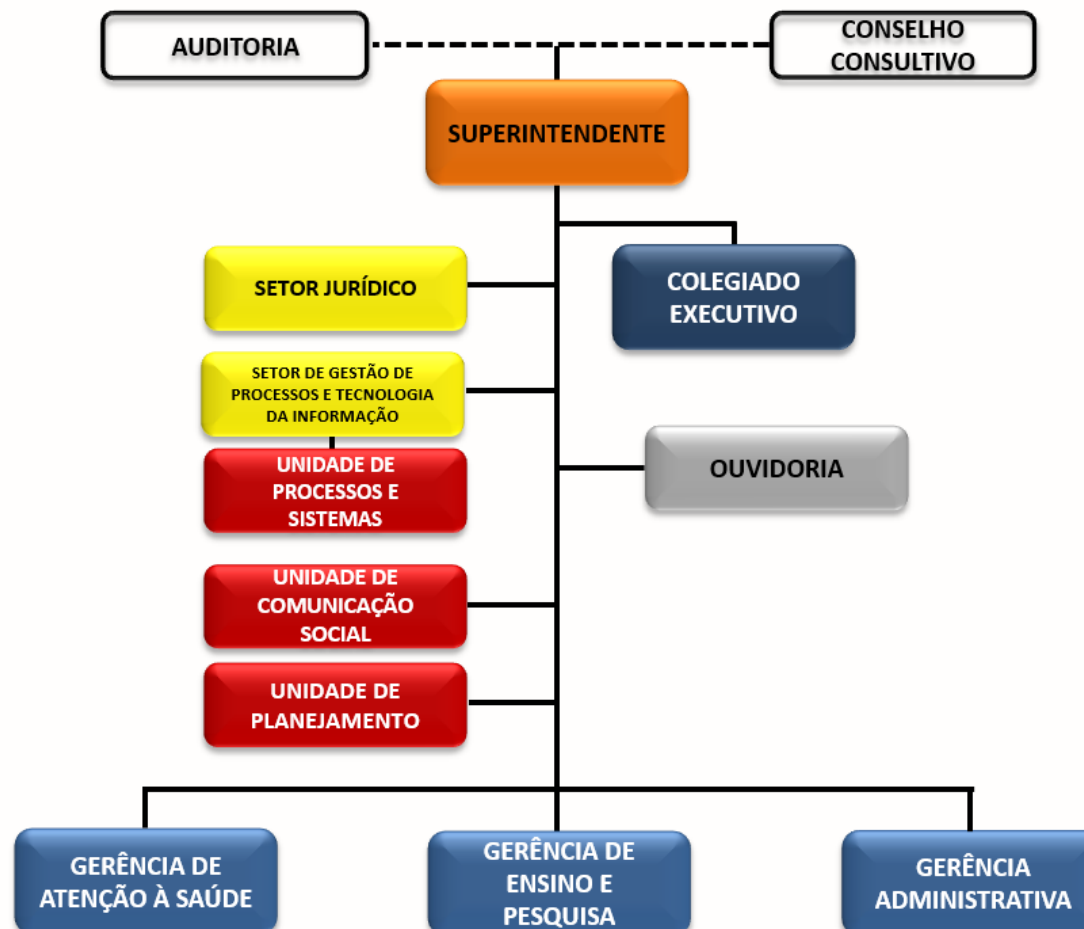 AUDITORIA
CONSELHO
CONSULTIVO
SUPERINTENDENTE
SETOR JURÍDICO
COLEGIADO
EXECUTIVO
SETOR DE GESTÃO DE
PROCESSOS E TECNOLOGIA
DA INFORMAÇÃO
UNIDADE DE
PROCESSOS E
SISTEMAS
OUVIDORIA
UNIDADE DE
COMUNICAÇÃO
SOCIAL
UNIDADE DE
PLANEJAMENTO
GERÊNCIA DE
ATENÇÃO À SAÚDE
GERÊNCIA DE
ENSINO E
PESQUISA
GERÊNCIA
ADMINISTRATIVA